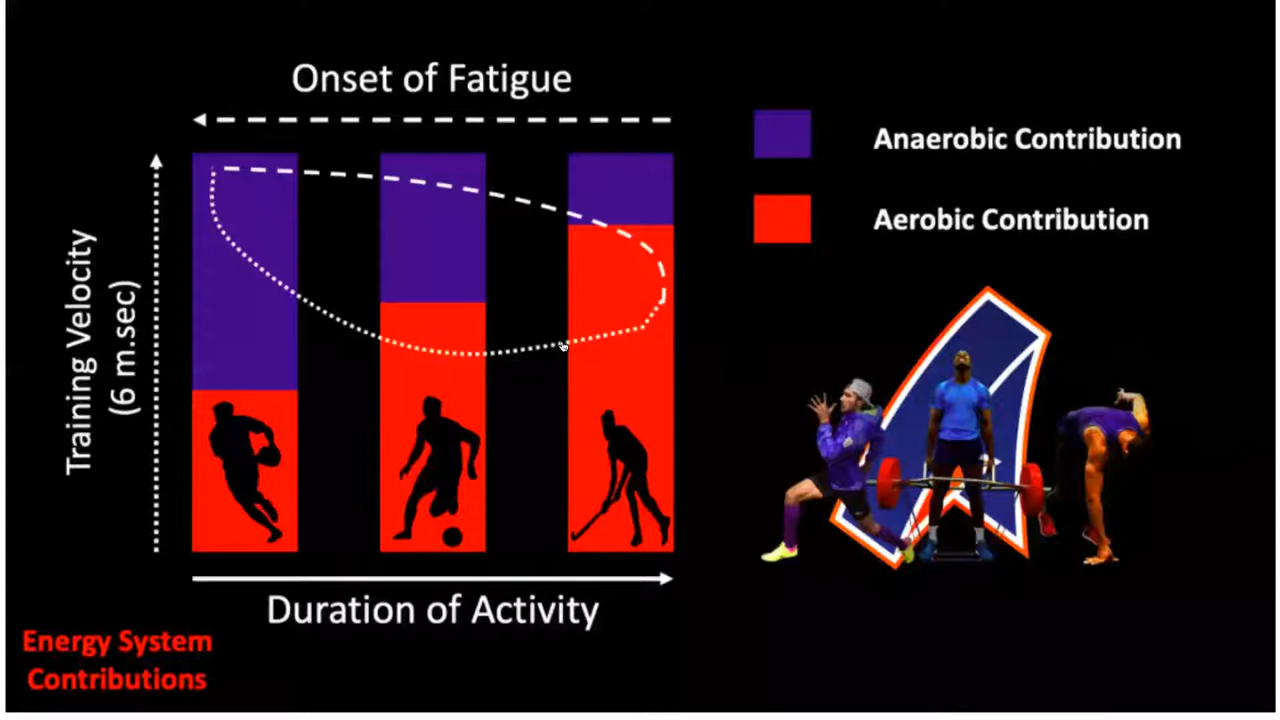 Onset of Fatigue
Anaerobic Contribution
Aerobic Contribution
Training Velocity
(6 m.sec)
Duration of Activity
Energy System
Contributions